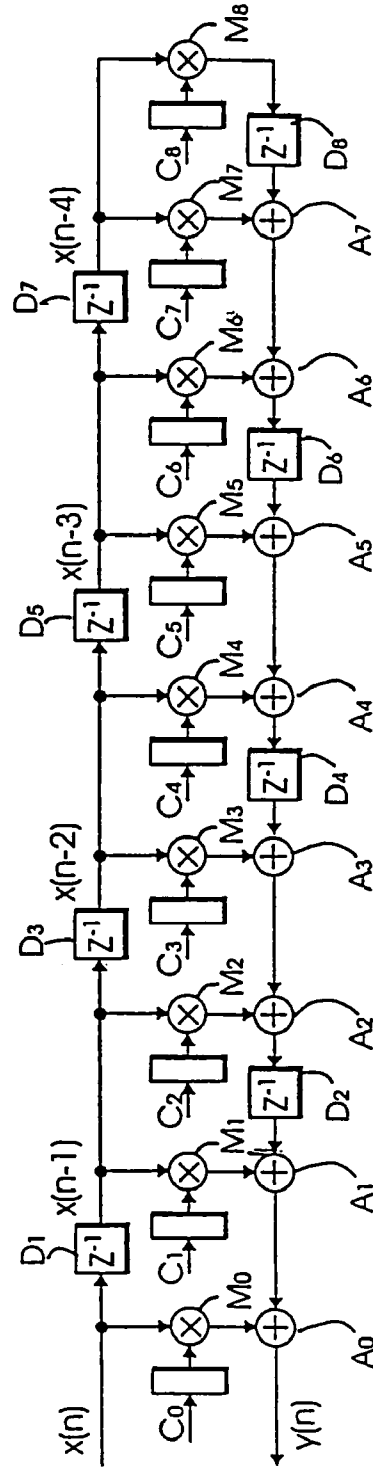 x(n) x(n-1) x(n-2) x(n-3) x(n-4)
D1 D3 D5 D7
Z-1 Z-1 Z-1 Z-1
C0 C1 C2 C3 C4 C5 C6 C7 C8
M0 M1 M2 M3 M4 M5 M6 M7 M8
Z-1 Z-1 Z-1 Z-1
D2 D4 D6 D8
y(n)
A0 A1 A2 A3 A4 A5 A6 A7